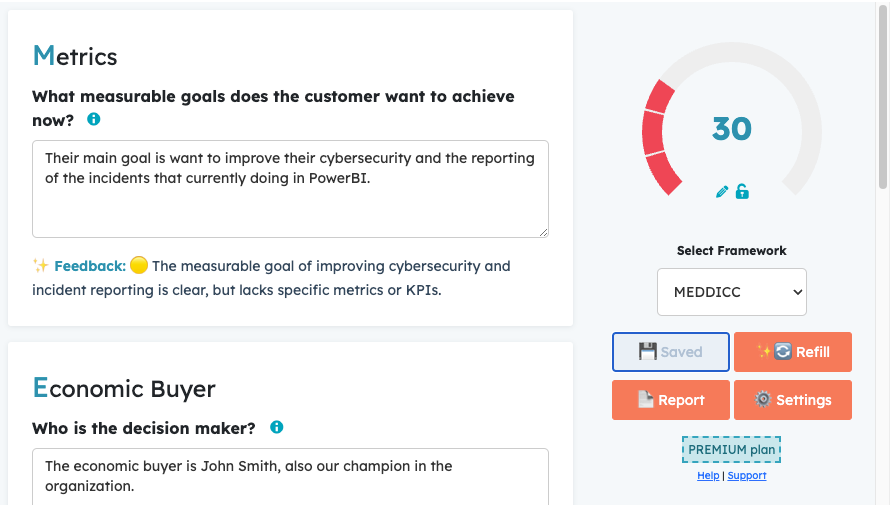 Metrics
What measurable goals does the customer want to achieve
now?
Their main goal is want to improve their cybersecurity and the reporting
of the incidents that currently doing in PowerBI.
Feedback: The measurable goal of improving cybersecurity and
incident reporting is clear, but lacks specific metrics or KPIs.
Economic Buyer
Who is the decision maker?
The economic buyer is John Smith, also our champion in the
organization.
30
Select Framework
MEDDICC
Saved
Refill
Report
Settings
PREMIUM plan
Help | Support